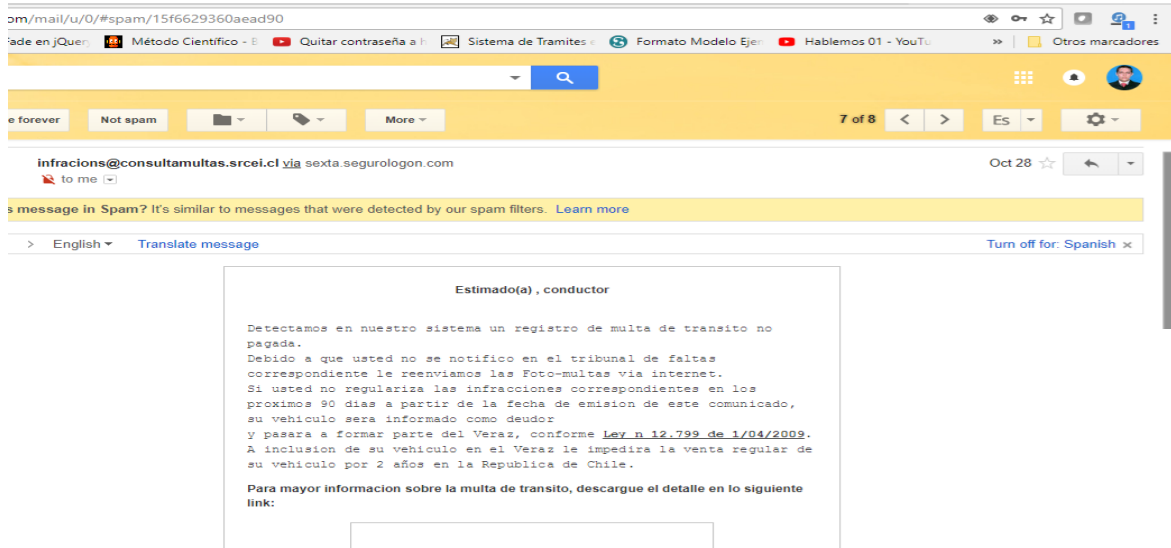 om/mail/u/0/#spam/15f6629360aead90
ade en jQuer Método Científico - E Quitar contraseña a h Sistema de Tramites e Formato Modelo Ejer Hablemos 01 - YouTu » Otros marcadores
e forever Not spam More 7 of 8 < > Es
infracions@consultamultas.srcei.cl via sexta.segurologon.com Oct 28
to me
s message in Spam? It's similar to messages that were detected by our spam filters. Learn more
> English Translate message Turn off for: Spanish ×
Estimado(a) , conductor
Detectamos en nuestro sistema un registro de multa de transito no
pagada.
Debido a que usted no se notifico en el tribunal de faltas
correspondiente le reenviamos las Foto-multas via internet.
Si usted no regulariza las infracciones correspondientes en los
proximos 90 dias a partir de la fecha de emision de este comunicado,
su vehiculo sera informado como deudor
y pasara a formar parte del Veraz, conforme Ley n 12.799 de 1/04/2009.
A inclusion de su vehiculo en el Veraz le impedira la venta regular de
su vehiculo por 2 años en la Republica de Chile.
Para mayor informacion sobre la multa de transito, descargue el detalle en lo siguiente
link: